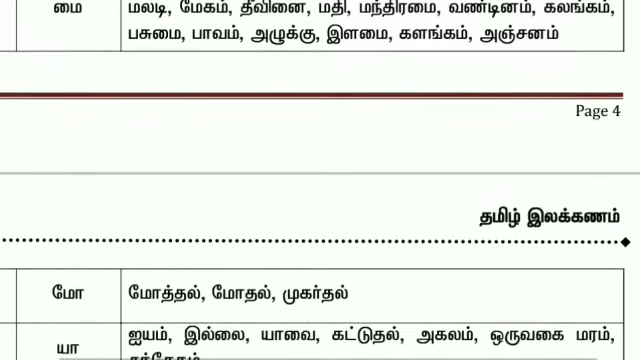 மை மலடி, மேகம், தீவினை, மதி, மந்திரமை, வண்டினம், கலங்கம்,
பசுமை, பாவம், அழுக்கு, இளமை, களங்கம், அஞ்சனம்
Page 4
தமிழ் இலக்கணம்
மோ மோத்தல், மோதல், முகர்தல்
யா ஐயம், இல்லை, யாவை, கட்டுதல், அகலம், ஒருவகை மரம்,